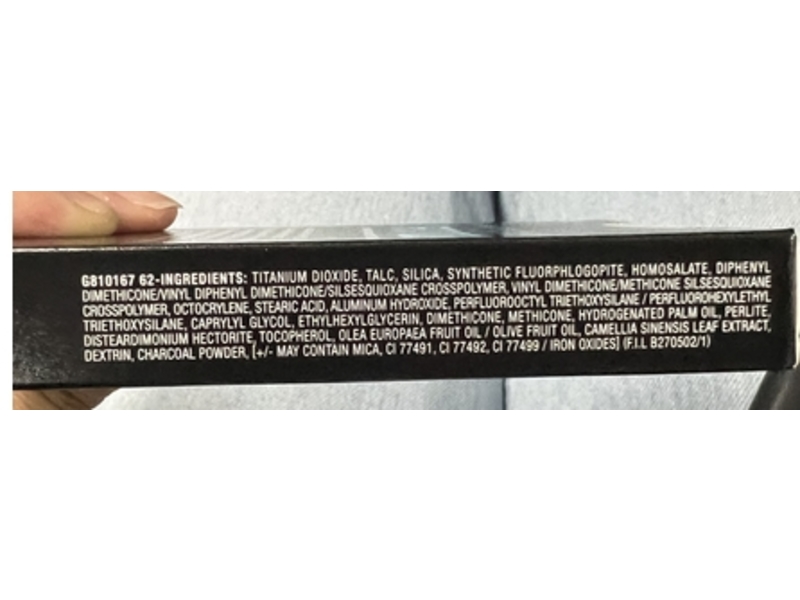 G810167 62-INGREDIENTS: TITANIUM DIOXIDE, TALC, SILICA, SYNTHETIC FLUORPHLOGOPITE, HOMOSALATE, DIPHENYL
DIMETHICONE/VINYL DIPHENYL DIMETHICONE/SILSESQUIOXANE CROSSPOLYMER, VINYL DIMETHICONE/METHICONE SILSESQUIOXANE
CROSSPOLYMER, OCTOCRYLENE, STEARIC ACID, ALUMINUM HYDROXIDE, PERFLUOROOCTYL TRIETHOXYSILANE / PERFLUOROHEXYLETHYL
TRIETHOXYSILANE, CAPRYLYL GLYCOL, ETHYLHEXYLGLYCERIN, DIMETHICONE, METHICONE, HYDROGENATED PALM OIL, PERLITE,
DISTEARDIMONIUM HECTORITE, TOCOPHEROL, OLEA EUROPAEA FRUIT OIL / OLIVE FRUIT OIL, CAMELLIA SINENSIS LEAF EXTRACT,
DEXTRIN, CHARCOAL POWDER, [+/- MAY CONTAIN MICA, CI 77491, CI 77492, CI 77499 / IRON OXIDES] (F.I.L B270502/1)